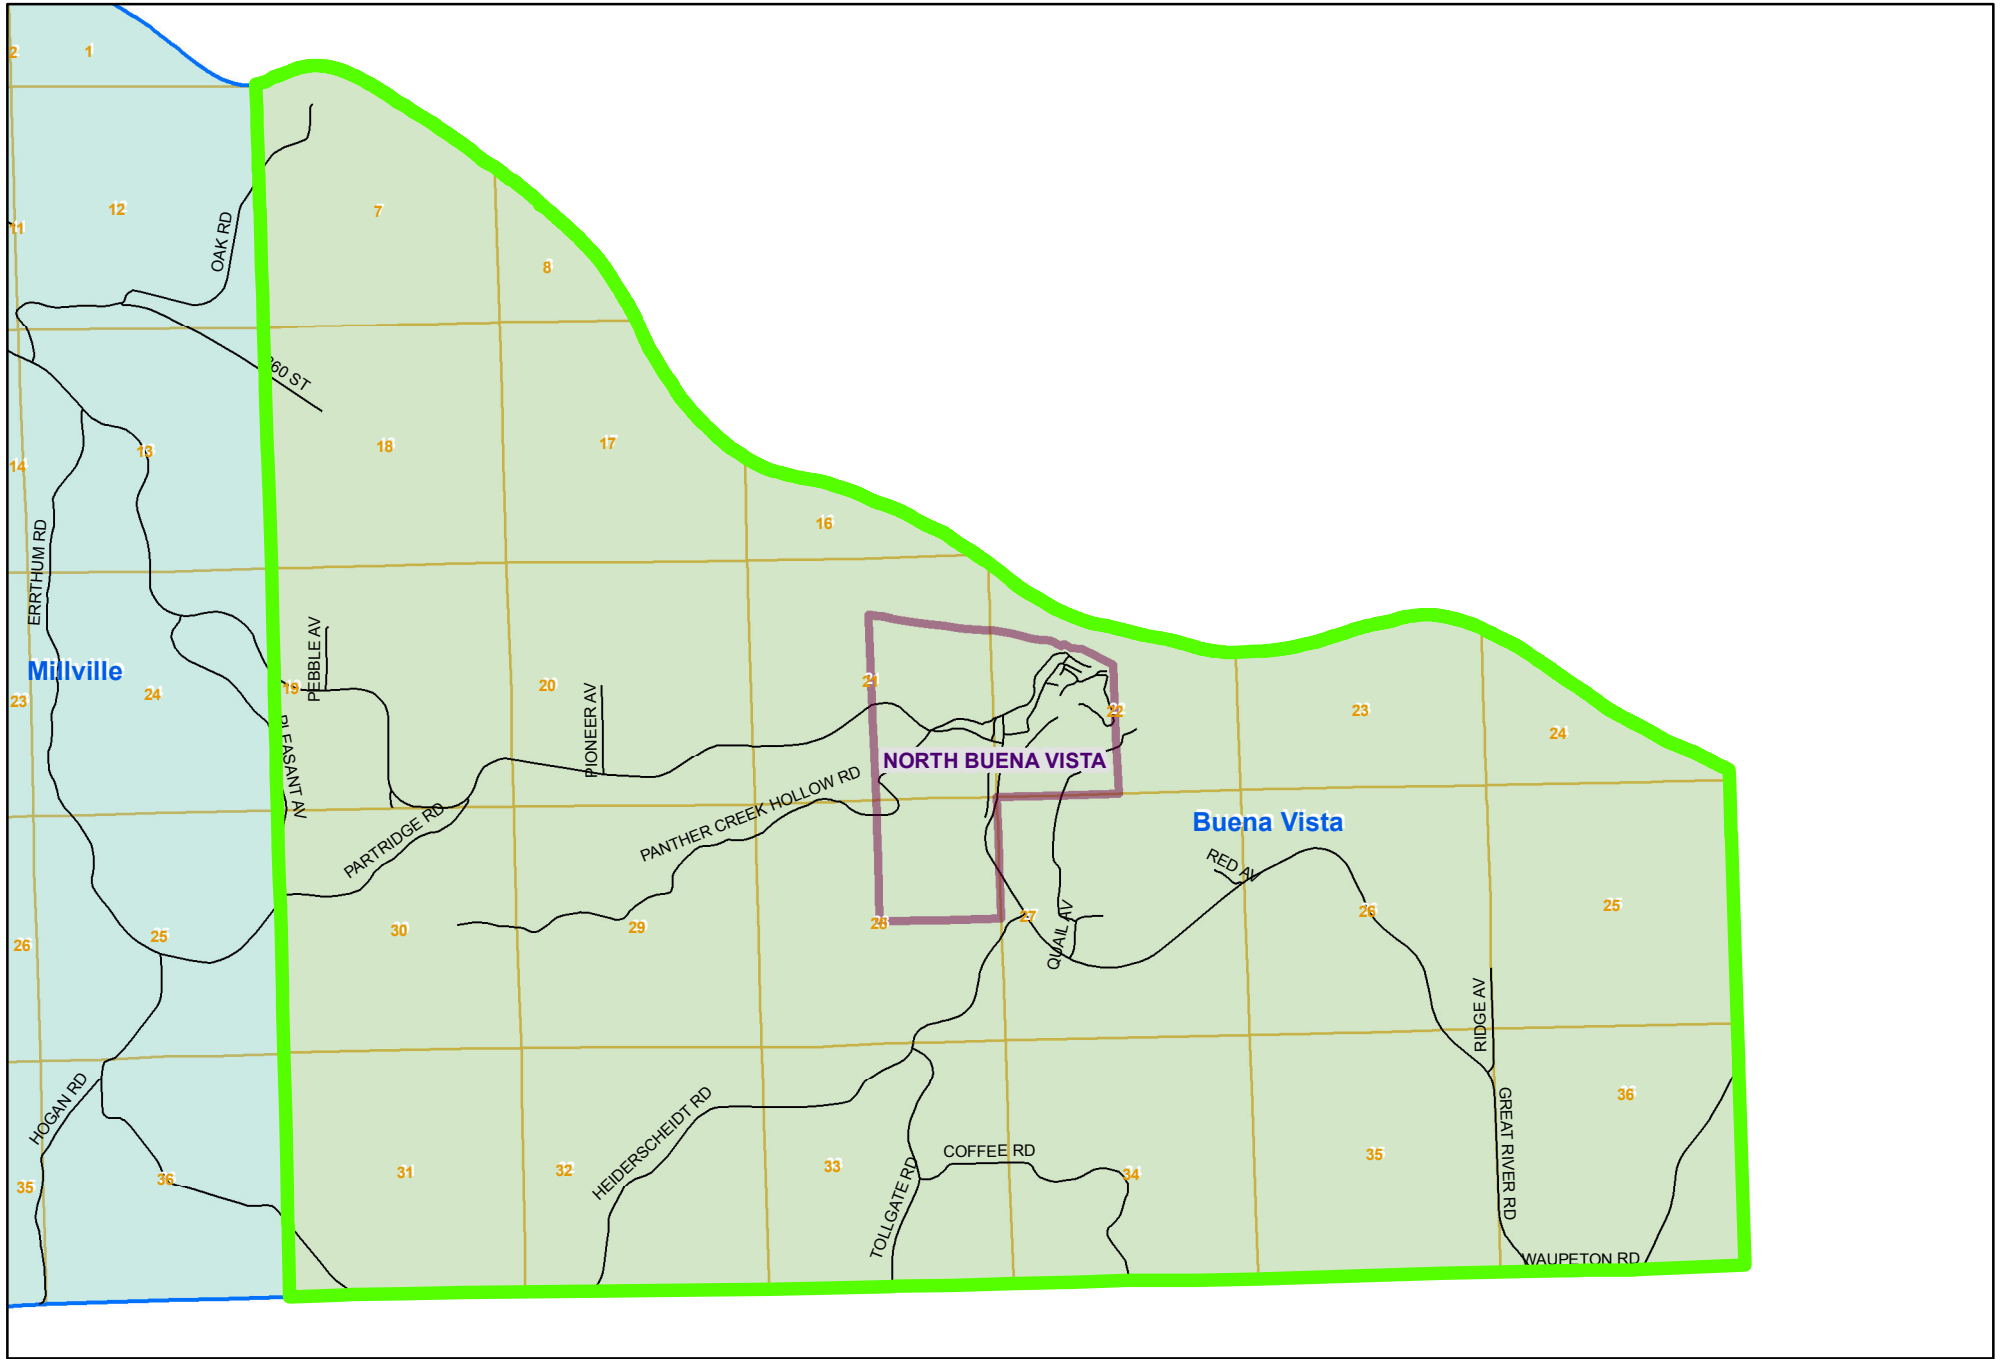 2
1
12
7
11
OAK RD
8
60 ST
18
17
13
14
16
ERRTHUM RD
PEBBLE AV
Millville
19
20
21
23
24
PIONEER AV
22
23
24
PLEASANT AV
NORTH BUENA VISTA
PANTHER CREEK HOLLOW RD
PARTRIDGE RD
Buena Vista
RED AV
26
25
30
29
28
27
QUAIL AV
26
25
RIDGE AV
HOGAN RD
HEIDERSCHEIDT RD
GREAT RIVER RD
36
COFFEE RD
35
36
31
32
33
TOLLGATE RD
34
35
WAUPETON RD